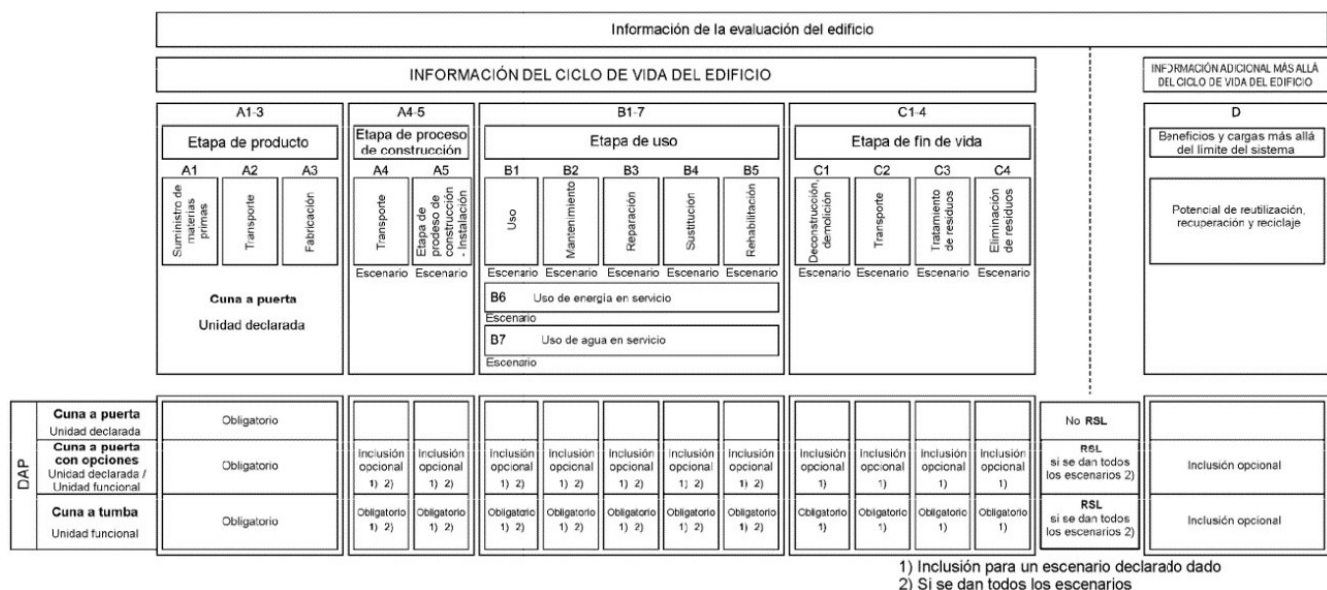 Información de la evaluación del edificio
INFORMACIÓN DEL CICLO DE VIDA DEL EDIFICIO
INFORMACIÓN ADICIONAL MÁS ALLÁ
DEL CICLO DE VIDA DEL EDIFICIO
A1-3
Etapa de producto
A1
A2
A3
Suministro de
materias
primas
Transporte
Fabricación
Cuna a puerta
Unidad declarada
A4-5
Etapa de proceso
de construcción
A4
A5
Transporte
Etapa de
prodeso de
construcción
- Instalación
Escenario
Escenario
B1-7
Etapa de uso
B1
B2
B3
B4
B5
Uso
Mantenimiento
Reparación
Sustitución
Rehabilitación
Escenario
Escenario
Escenario
Escenario
Escenario
B6 Uso de energía en servicio
Escenario
B7 Uso de agua en servicio
Escenario
C1-4
Etapa de fin de vida
C1
C2
C3
C4
Deconstrucción,
demolición
Transporte
Tratamiento
de residuos
Eliminación
de residuos
Escenario
Escenario
Escenario
Escenario
D
Beneficios y cargas más allá
del límite del sistema
Potencial de reutilización,
recuperación y reciclaje
DAP
Cuna a puerta
Unidad declarada
Obligatorio
No RSL
Cuna a puerta
con opciones
Unidad declarada /
Unidad funcional
Obligatorio
Inclusión
opcional
1) 2)
Inclusión
opcional
1) 2)
Inclusión
opcional
1) 2)
Inclusión
opcional
1) 2)
Inclusión
opcional
1) 2)
Inclusión
opcional
1) 2)
Inclusión
opcional
1) 2)
Inclusión
opcional
1)
Inclusión
opcional
1)
Inclusión
opcional
1)
Inclusión
opcional
1)
RSL
si se dan todos
los escenarios 2)
Inclusión opcional
Cuna a tumba
Unidad funcional
Obligatorio
Obligatorio
1) 2)
Obligatorio
1) 2)
Obligatorio
1) 2)
Obligatorio
1) 2)
Obligatorio
1) 2)
Obligatorio
1) 2)
Obligatorio
1) 2)
Obligatorio
1)
Obligatorio
1)
Obligatorio
1)
Obligatorio
1)
RSL
si se dan todos
los escenarios 2)
Inclusión opcional
1) Inclusión para un escenario declarado dado
2) Si se dan todos los escenarios